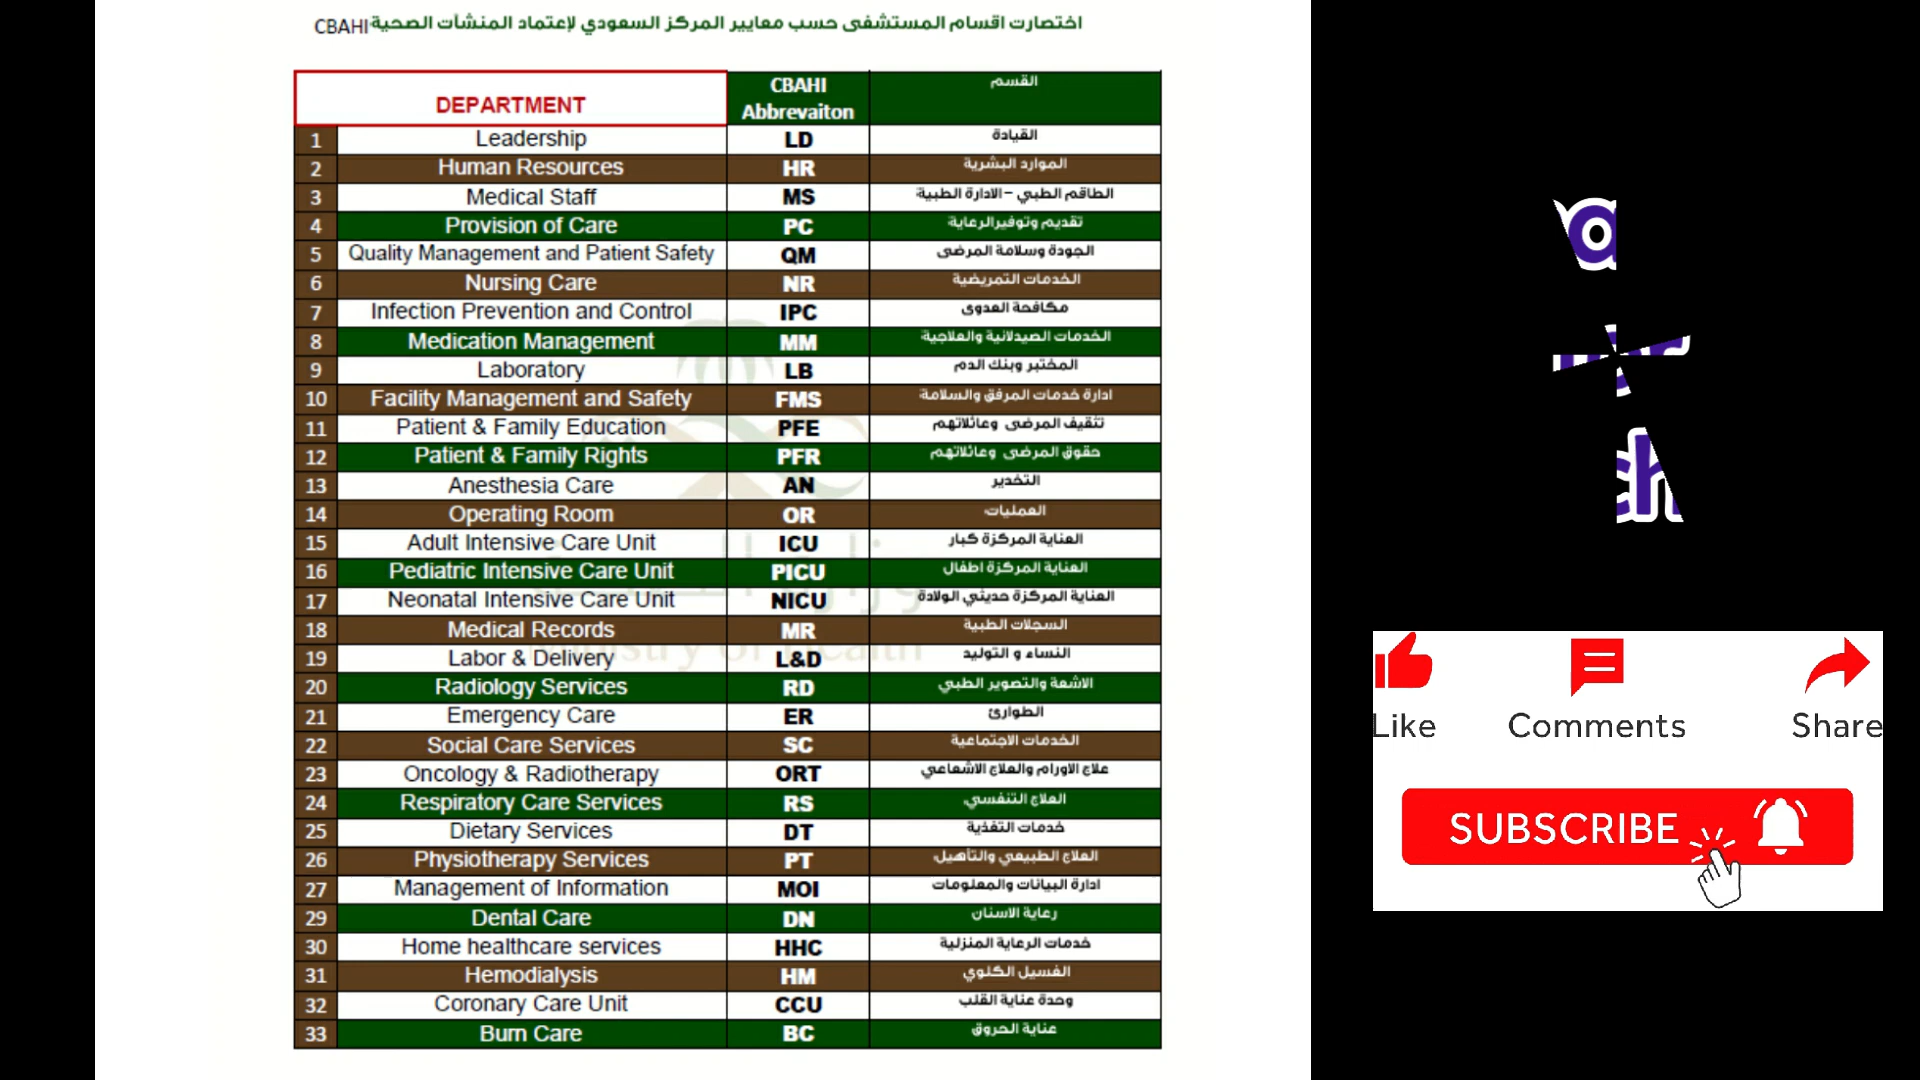 اختصارت اقسام المستشفى حسب معايير المركز السعودي لإعتماد المنشآت الصحية CBAHI
DEPARTMENT CBAHI Abbrevaiton القسم
1 Leadership LD القيادة
2 Human Resources HR الموارد البشرية
3 Medical Staff MS الطاقم الطبي – الادارة الطبية
4 Provision of Care PC تقديم وتوفيرالرعاية
5 Quality Management and Patient Safety QM الجودة وسلامة المرضى
6 Nursing Care NR الخدمات التمريضية
7 Infection Prevention and Control IPC مكافحة العدوى
8 Medication Management MM الخدمات الصيدلانية والعلاجية
9 Laboratory LB المختبر وبنك الدم
10 Facility Management and Safety FMS ادارة خدمات المرفق والسلامة
11 Patient & Family Education PFE تثقيف المرضى وعائلاتهم
12 Patient & Family Rights PFR حقوق المرضى وعائلاتهم
13 Anesthesia Care AN التخدير
14 Operating Room OR العمليات
15 Adult Intensive Care Unit ICU العناية المركزة كبار
16 Pediatric Intensive Care Unit PICU العناية المركزة اطفال
17 Neonatal Intensive Care Unit NICU العناية المركزة حديثي الولادة
18 Medical Records MR السجلات الطبية
19 Labor & Delivery L&D النساء و التوليد
20 Radiology Services RD الاشعة والتصوير الطبي
21 Emergency Care ER الطوارئ
22 Social Care Services SC الخدمات الاجتماعية
23 Oncology & Radiotherapy ORT علاج الاورام والعلاج الاشعاعي
24 Respiratory Care Services RS العلاج التنفسي
25 Dietary Services DT خدمات التغذية
26 Physiotherapy Services PT العلاج الطبيعي والتأهيل
27 Management of Information MOI ادارة البيانات والمعلومات
29 Dental Care DN رعاية الاسنان
30 Home healthcare services HHC خدمات الرعاية المنزلية
31 Hemodialysis HM الغسيل الكلوي
32 Coronary Care Unit CCU وحدة عناية القلب
33 Burn Care BC عناية الحروق
Ministry of Health
Like Comments Share
SUBSCRIBE